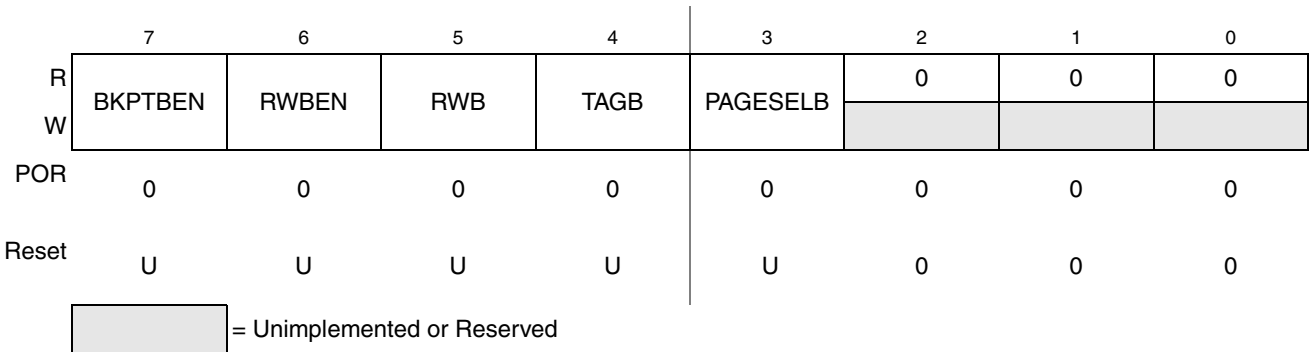 7 6 5 4 3 2 1 0
R BKPTBEN RWBEN RWB TAGB PAGESELB 0 0 0
W
POR 0 0 0 0 0 0 0 0
Reset U U U U U 0 0 0
= Unimplemented or Reserved